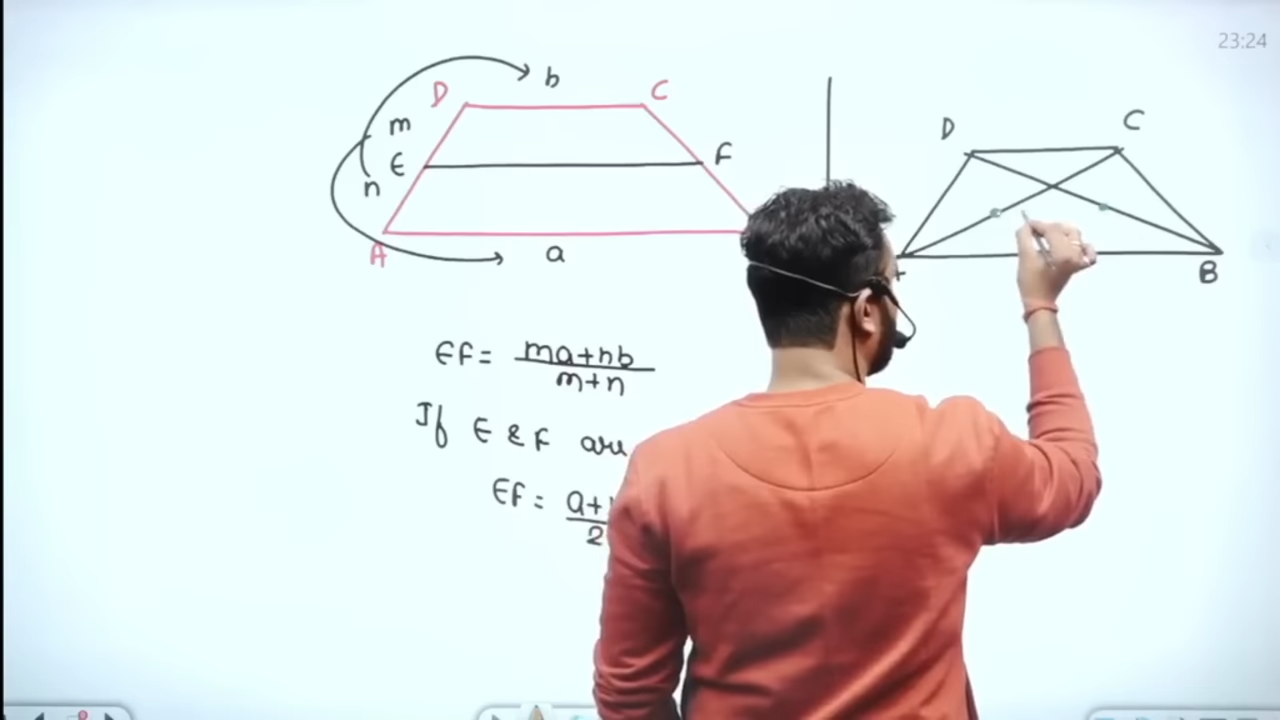 23:24
b
D
C
m
E
F
n
A
a
D
C
B
EF = ma+nb
m+n
If E & F are
EF = a+
2